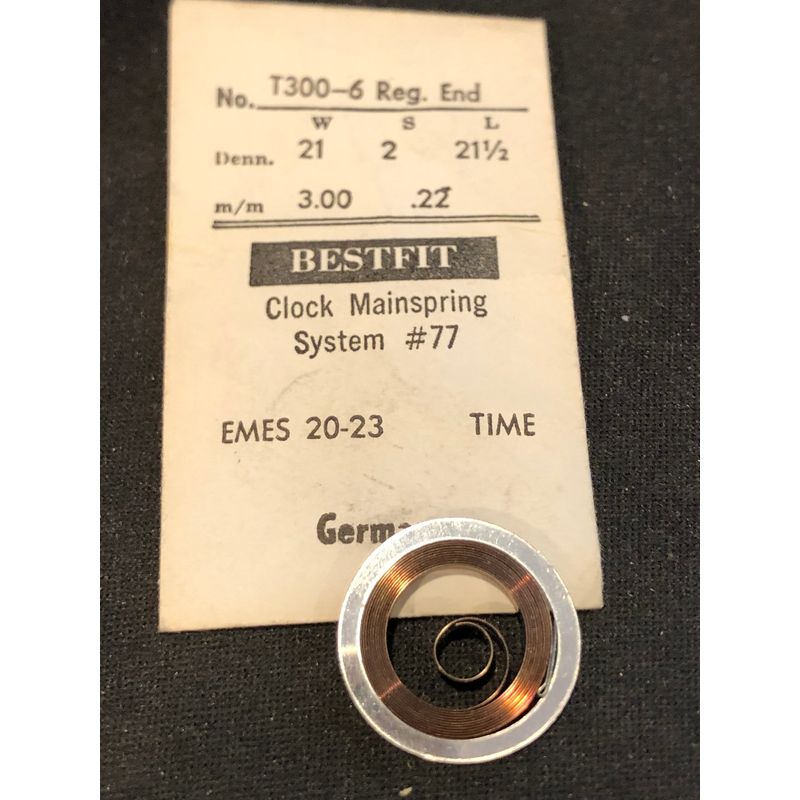 No. T300-6 Reg. End
W S L
Denn. 21 2 21½
m/m 3.00 .22
BESTFIT
Clock Mainspring
System #77
EMES 20-23 TIME